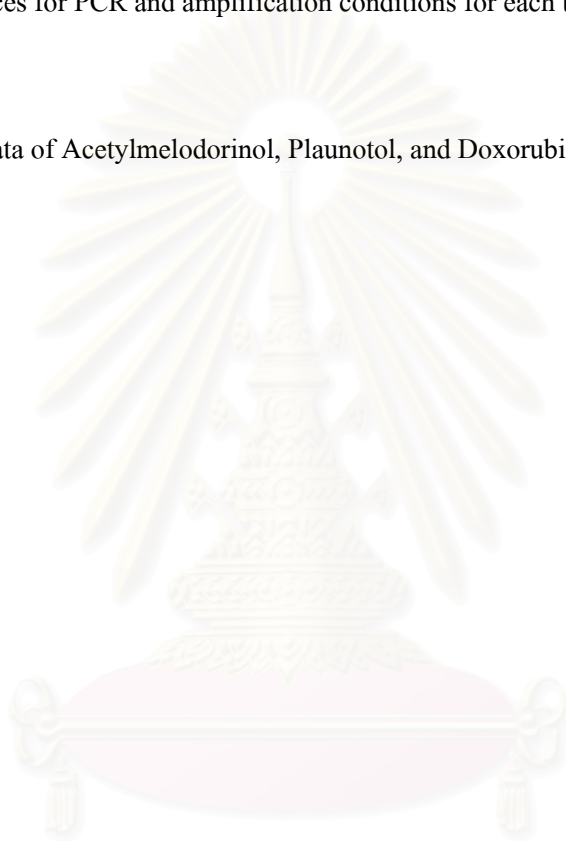 ces for PCR and amplification conditions for each
ata of Acetylmelodorinol, Plaunotol, and Doxorubi